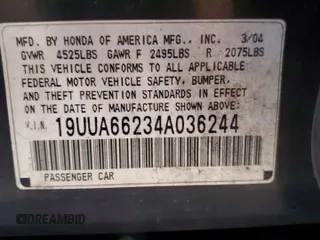 MFD. BY HONDA OF AMERICA MFG., INC. 3/04
GVWR 4525LBS GAWR F 2495LBS R 2075LBS
THIS VEHICLE CONFORMS TO ALL APPLICABLE
FEDERAL MOTOR VEHICLE SAFETY, BUMPER,
AND THEFT PREVENTION STANDARDS IN EFFECT
ON THE DATE OF MANUFACTURE SHOWN ABOVE.
V.I.N. 19UUA66234A036244
PASSENGER CAR
© DREAMBID